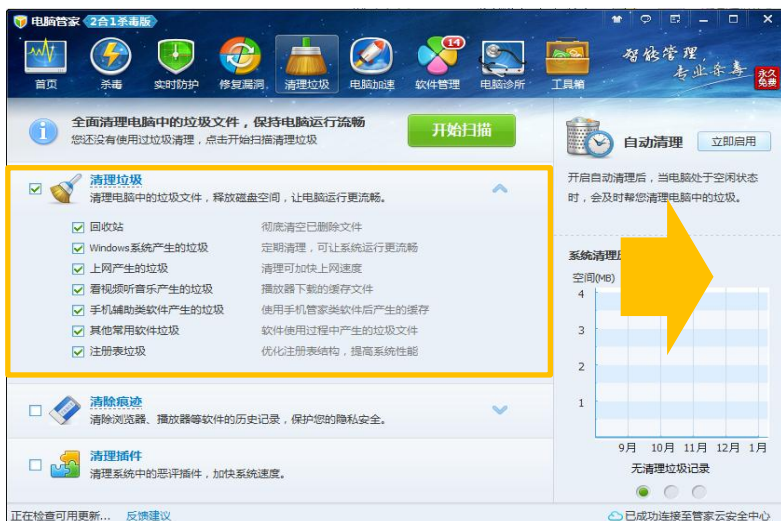 电脑管家 2合1杀毒版
首页
杀毒
实时防护
修复漏洞
清理垃圾
电脑加速
14
软件管理
电脑诊所
工具箱
智能管理,
专业杀毒
永久
免费
全面清理电脑中的垃圾文件，保持电脑运行流畅
您还没有使用过垃圾清理，点击开始扫描清理垃圾
开始扫描
清理垃圾
清理电脑中的垃圾文件，释放磁盘空间，让电脑运行更流畅。
回收站 彻底清空已删除文件
Windows系统产生的垃圾 定期清理，可让系统运行更流畅
上网产生的垃圾 清理可加快上网速度
看视频听音乐产生的垃圾 播放器下载的缓存文件
手机辅助类软件产生的垃圾 使用手机管家类软件后产生的缓存
其他常用软件垃圾 软件使用过程中产生的垃圾文件
注册表垃圾 优化注册表结构，提高系统性能
清除痕迹
清除浏览器、播放器等软件的历史记录，保护您的隐私安全。
清理插件
清理系统中的恶评插件，加快系统速度。
正在检查可用更新... 反馈建议
自动清理 立即启用
开启自动清理后，当电脑处于空闲状态
时，会及时帮您清理电脑中的垃圾。
系统清理
空间(MB)
4
3
2
1
9月 10月 11月 12月 1月
无清理垃圾记录
已成功连接至管家云安全中心